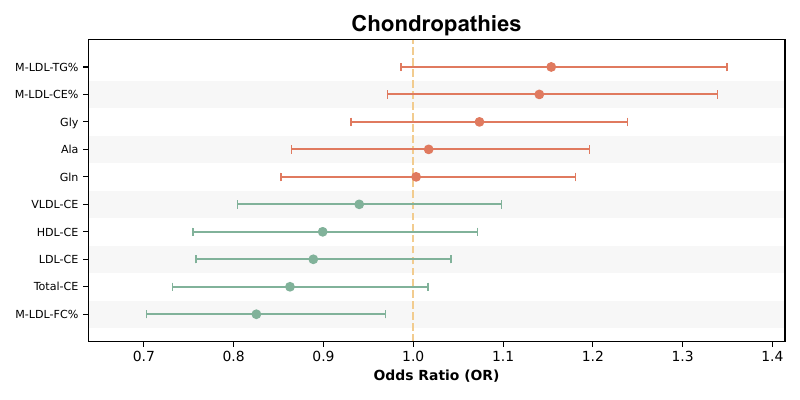 Chondropathies
M-LDL-TG%
M-LDL-CE%
Gly
Ala
Gln
VLDL-CE
HDL-CE
LDL-CE
Total-CE
M-LDL-FC%
0.7 0.8 0.9 1.0 1.1 1.2 1.3 1.4
Odds Ratio (OR)